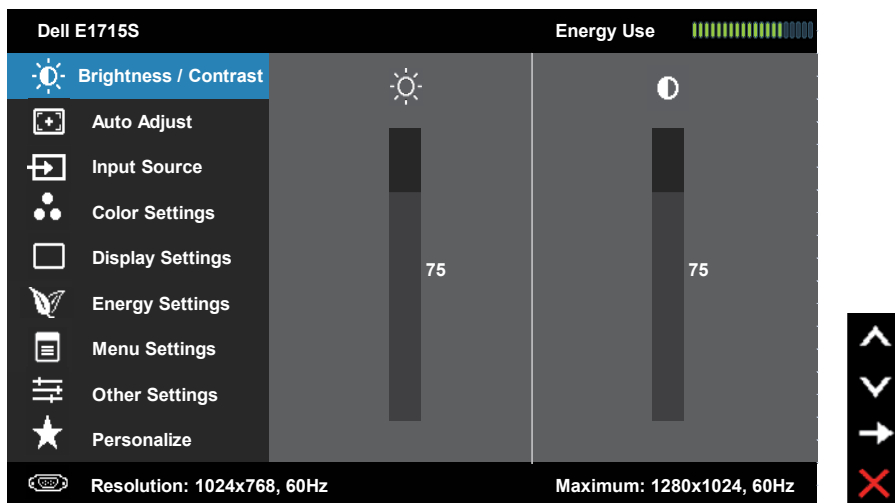 Dell E1715S Energy Use
Brightness / Contrast
Auto Adjust
Input Source
Color Settings
Display Settings
75 75
Energy Settings
Menu Settings
Other Settings
Personalize
Resolution: 1024x768, 60Hz Maximum: 1280x1024, 60Hz